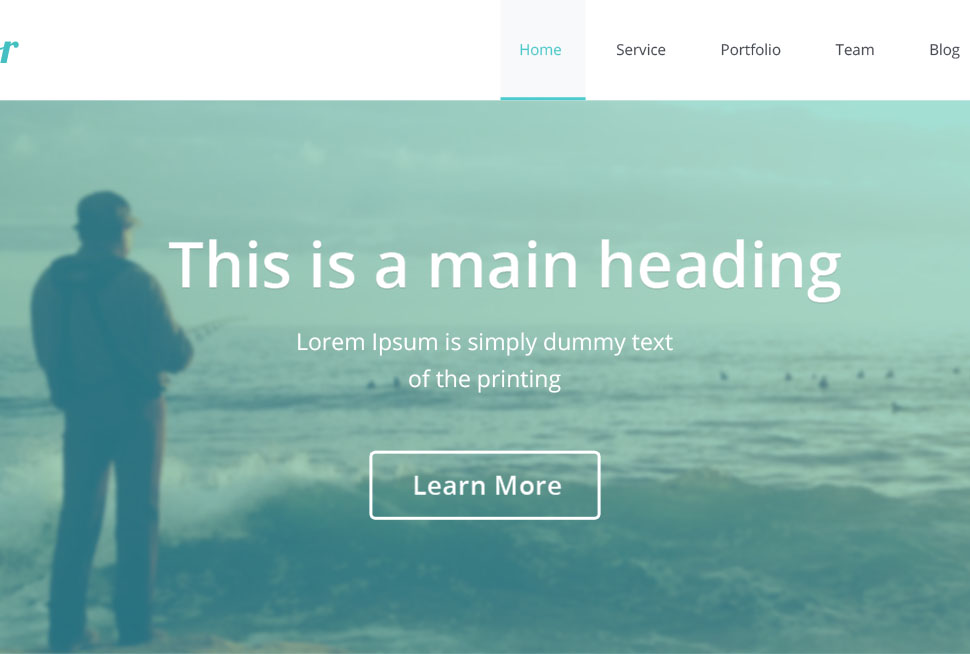 r
Home Service Portfolio Team Blog
This is a main heading
Lorem Ipsum is simply dummy text
of the printing
Learn More